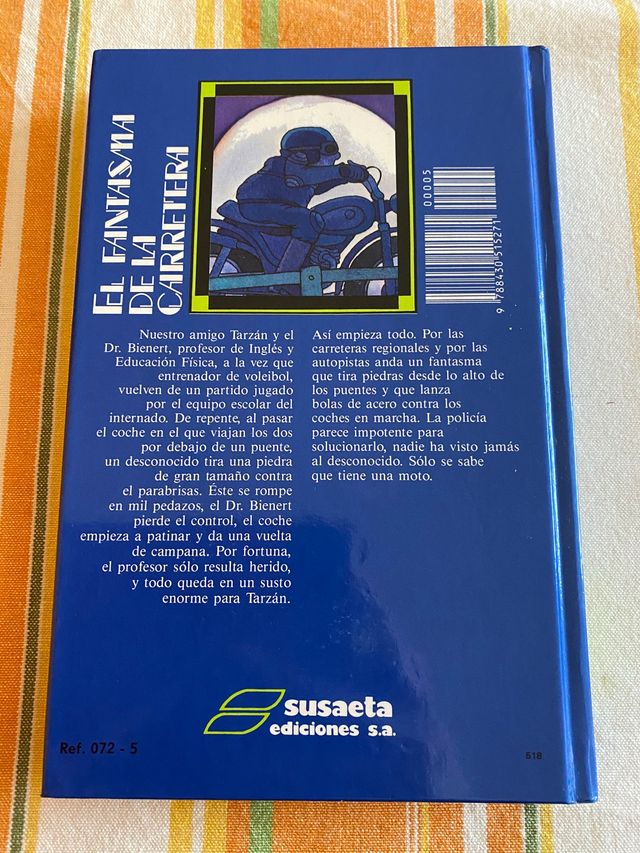 EL FANTASMA
DE LA
CARRETERA
00005
9 788430 515271
Nuestro amigo Tarzán y el
Dr. Bienert, profesor de Inglés y
Educación Física, a la vez que
entrenador de voleibol,
vuelven de un partido jugado
por el equipo escolar del
internado. De repente, al pasar
el coche en el que viajan los dos
por debajo de un puente,
un desconocido tira una piedra
de gran tamaño contra
el parabrisas. Éste se rompe
en mil pedazos, el Dr. Bienert
pierde el control, el coche
empieza a patinar y da una vuelta
de campana. Por fortuna,
el profesor sólo resulta herido,
y todo queda en un susto
enorme para Tarzán.
Así empieza todo. Por las
carreteras regionales y por las
autopistas anda un fantasma
que tira piedras desde lo alto de
los puentes y que lanza
bolas de acero contra los
coches en marcha. La policía
parece impotente para
solucionarlo, nadie ha visto jamás
al desconocido. Sólo se sabe
que tiene una moto.
susaeta
ediciones s.a.
Ref. 072 - 5
518